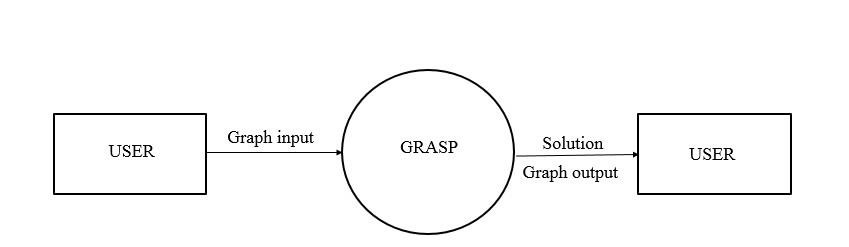 USER
Graph input
GRASP
Solution
Graph output
USER